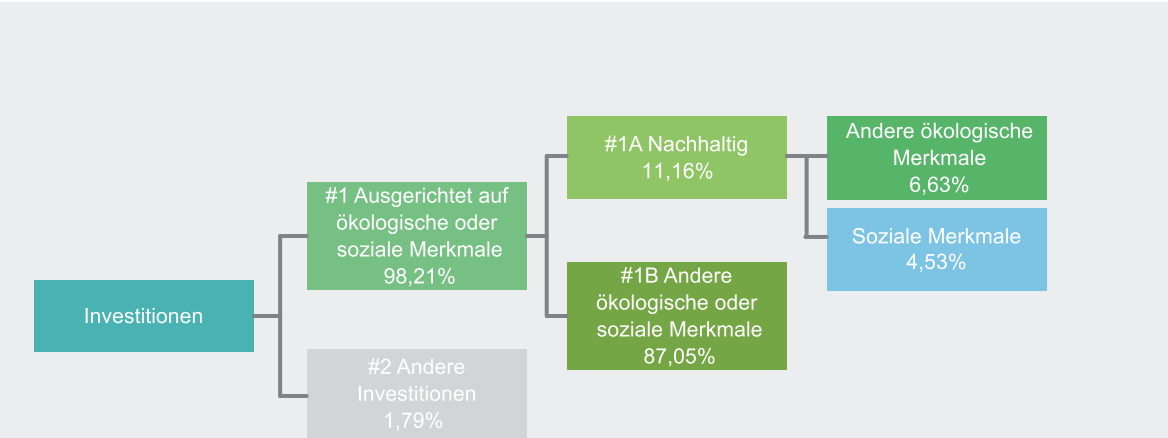 Investitionen
#1 Ausgerichtet auf
ökologische oder
soziale Merkmale
98,21%
#2 Andere
Investitionen
1,79%
#1A Nachhaltig
11,16%
#1B Andere
ökologische oder
soziale Merkmale
87,05%
Andere ökologische
Merkmale
6,63%
Soziale Merkmale
4,53%